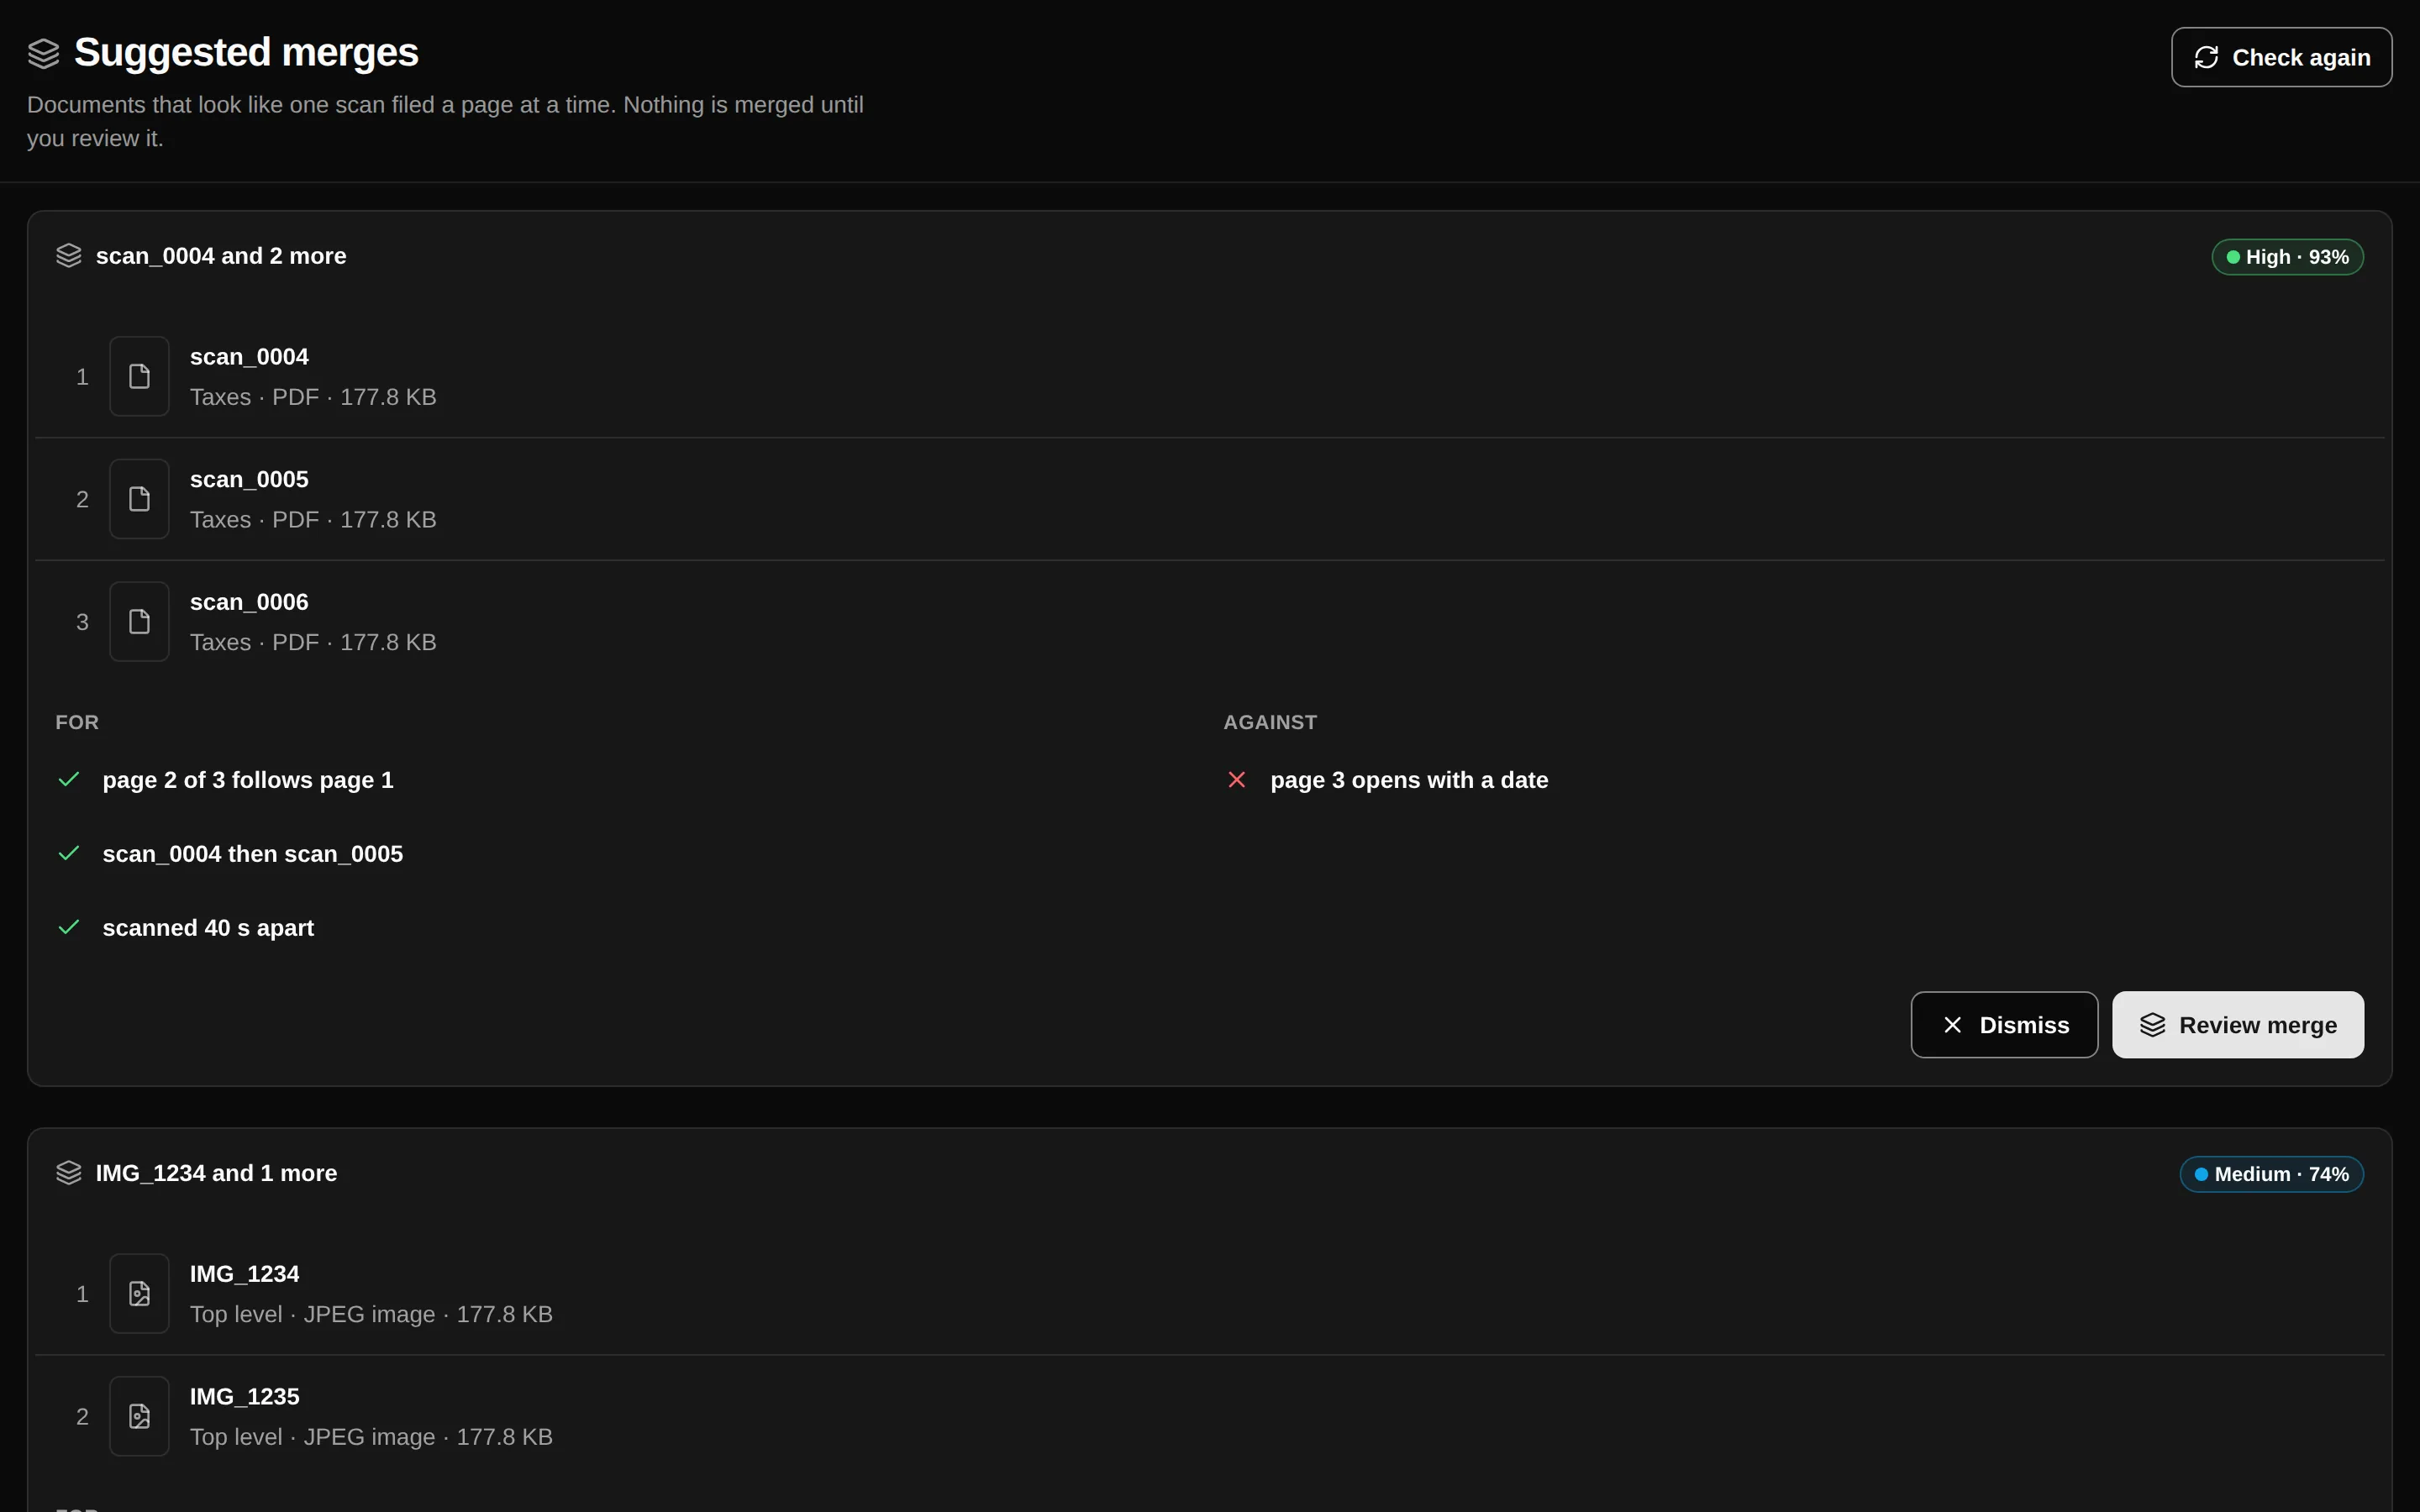 Suggested merges
Check again
Documents that look like one scan filed a page at a time. Nothing is merged until
you review it.
scan_0004 and 2 more
High · 93%
1
scan_0004
Taxes · PDF · 177.8 KB
2
scan_0005
Taxes · PDF · 177.8 KB
3
scan_0006
Taxes · PDF · 177.8 KB
FOR
page 2 of 3 follows page 1
scan_0004 then scan_0005
scanned 40 s apart
AGAINST
page 3 opens with a date
Dismiss
Review merge
IMG_1234 and 1 more
Medium · 74%
1
IMG_1234
Top level · JPEG image · 177.8 KB
2
IMG_1235
Top level · JPEG image · 177.8 KB